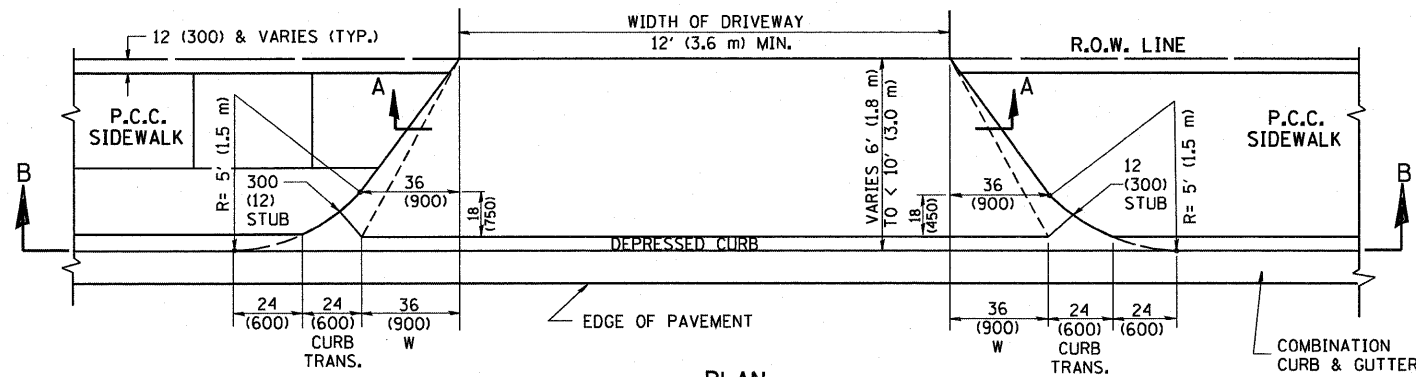 12 (300) & VARIES (TYP.)
WIDTH OF DRIVEWAY
12' (3.6 m) MIN.
R.O.W. LINE
A
A
P.C.C.
SIDEWALK
P.C.C.
SIDEWALK
R= 5' (1.5 m)
VARIES 6' (1.8 m)
TO < 10' (3.0 m)
R= 5' (1.5 m)
B
B
300
(12)
STUB
36
(900)
18
(750)
36
(900)
18
(450)
12
(300)
STUB
DEPRESSED CURB
24
(600)
24
(600)
CURB
TRANS.
36
(900)
W
EDGE OF PAVEMENT
36
(900)
W
24
(600)
CURB
TRANS.
24
(600)
COMBINATION
CURB & GUTTER
PLAN